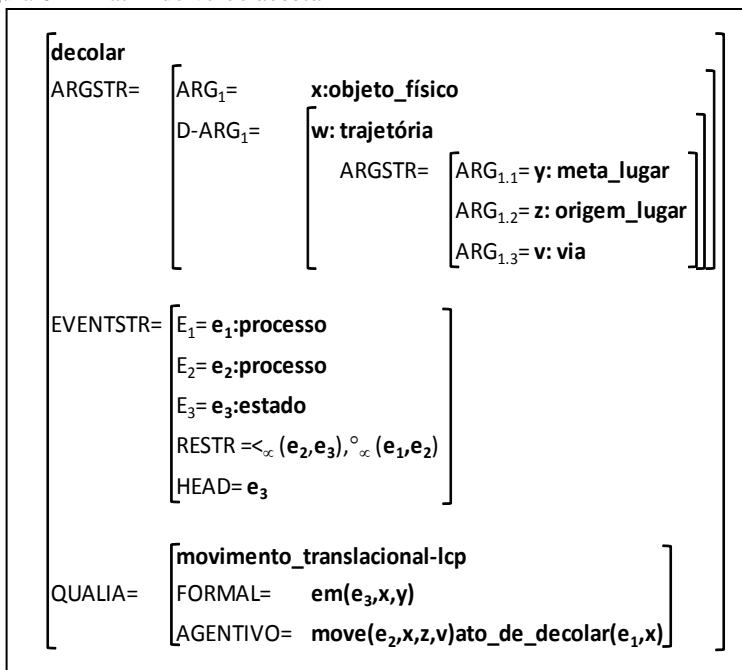 decolar
ARGSTR= ARG1= x:objeto_físico
D-ARG1= w: trajetória
ARGSTR= ARG1.1= y: meta_lugar
ARG1.2= z: origem_lugar
ARG1.3= v: via
EVENTSTR= E1= e1:processo
E2= e2:processo
E3= e3:estado
RESTR =<∝ (e2,e3),°∝ (e1,e2)
HEAD= e3
movimento_translacional-lcp
QUALIA= FORMAL= em(e3,x,y)
AGENTIVO= move(e2,x,z,v)ato_de_decolar(e1,x)